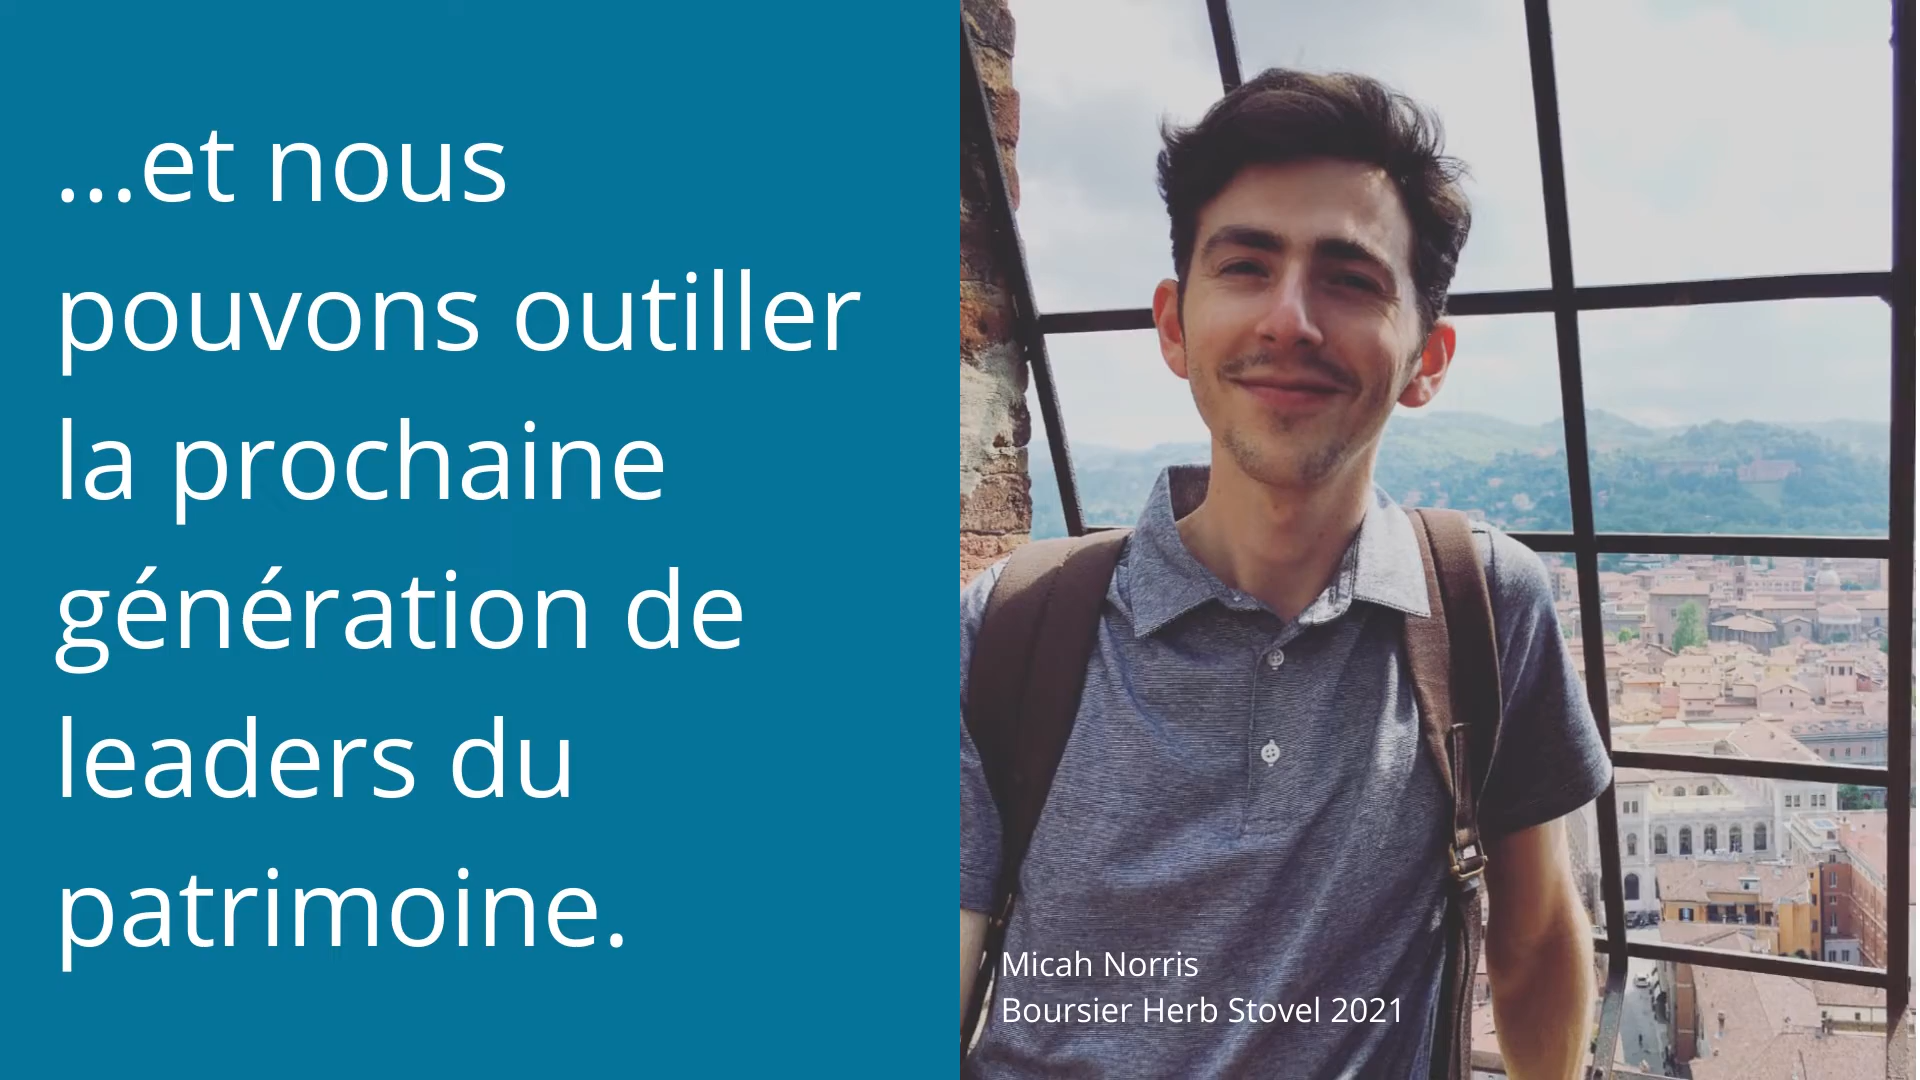 ...et nous
pouvons outiller
la prochaine
génération de
leaders du
patrimoine.
Micah Norris
Boursier Herb Stovel 2021